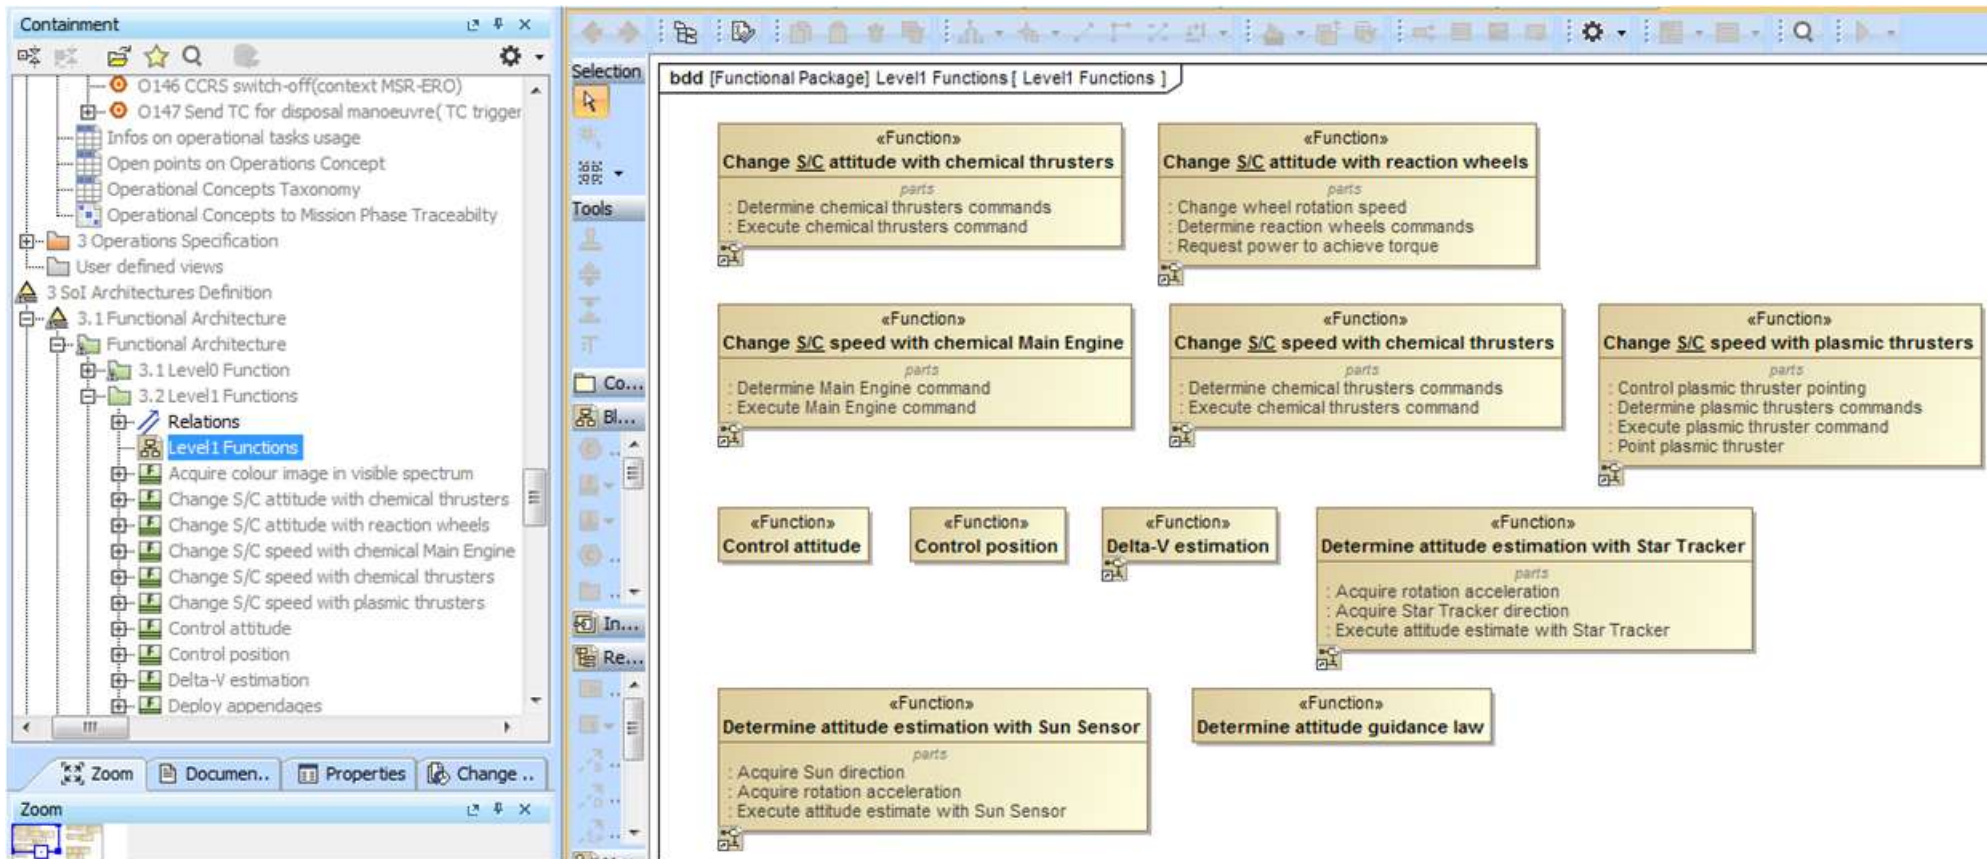 Containment
O146 CCRS switch-off(context MSR-ERO)
O147 Send TC for disposal manoeuvre( TC trigger
Infos on operational tasks usage
Open points on Operations Concept
Operational Concepts Taxonomy
Operational Concepts to Mission Phase Traceabilty
3 Operations Specification
User defined views
3 SoI Architectures Definition
3.1 Functional Architecture
Functional Architecture
3.1 Level0 Function
3.2 Level1 Functions
Relations
Level1 Functions
Acquire colour image in visible spectrum
Change S/C attitude with chemical thrusters
Change S/C attitude with reaction wheels
Change S/C speed with chemical Main Engine
Change S/C speed with chemical thrusters
Change S/C speed with plasmic thrusters
Control attitude
Control position
Delta-V estimation
Deploy appendages
Zoom
Documen..
Properties
Change ..
Zoom
Selection
Tools
Co...
Bl...
In...
Re...
bdd [Functional Package] Level1 Functions [ Level1 Functions ]
«Function»
Change S/C attitude with chemical thrusters
parts
: Determine chemical thrusters commands
: Execute chemical thrusters command
«Function»
Change S/C attitude with reaction wheels
parts
: Change wheel rotation speed
: Determine reaction wheels commands
: Request power to achieve torque
«Function»
Change S/C speed with chemical Main Engine
parts
: Determine Main Engine command
: Execute Main Engine command
«Function»
Change S/C speed with chemical thrusters
parts
: Determine chemical thrusters commands
: Execute chemical thrusters command
«Function»
Change S/C speed with plasmic thrusters
parts
: Control plasmic thruster pointing
: Determine plasmic thrusters commands
: Execute plasmic thruster command
: Point plasmic thruster
«Function»
Control attitude
«Function»
Control position
«Function»
Delta-V estimation
«Function»
Determine attitude estimation with Star Tracker
parts
: Acquire rotation acceleration
: Acquire Star Tracker direction
: Execute attitude estimate with Star Tracker
«Function»
Determine attitude estimation with Sun Sensor
parts
: Acquire Sun direction
: Acquire rotation acceleration
: Execute attitude estimate with Sun Sensor
«Function»
Determine attitude guidance law